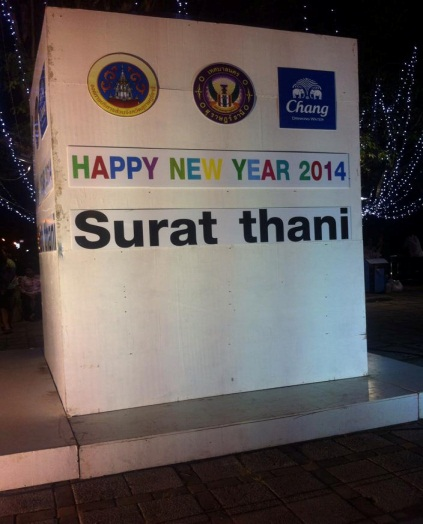 Chang
HAPPY NEW YEAR 2014
Surat thani